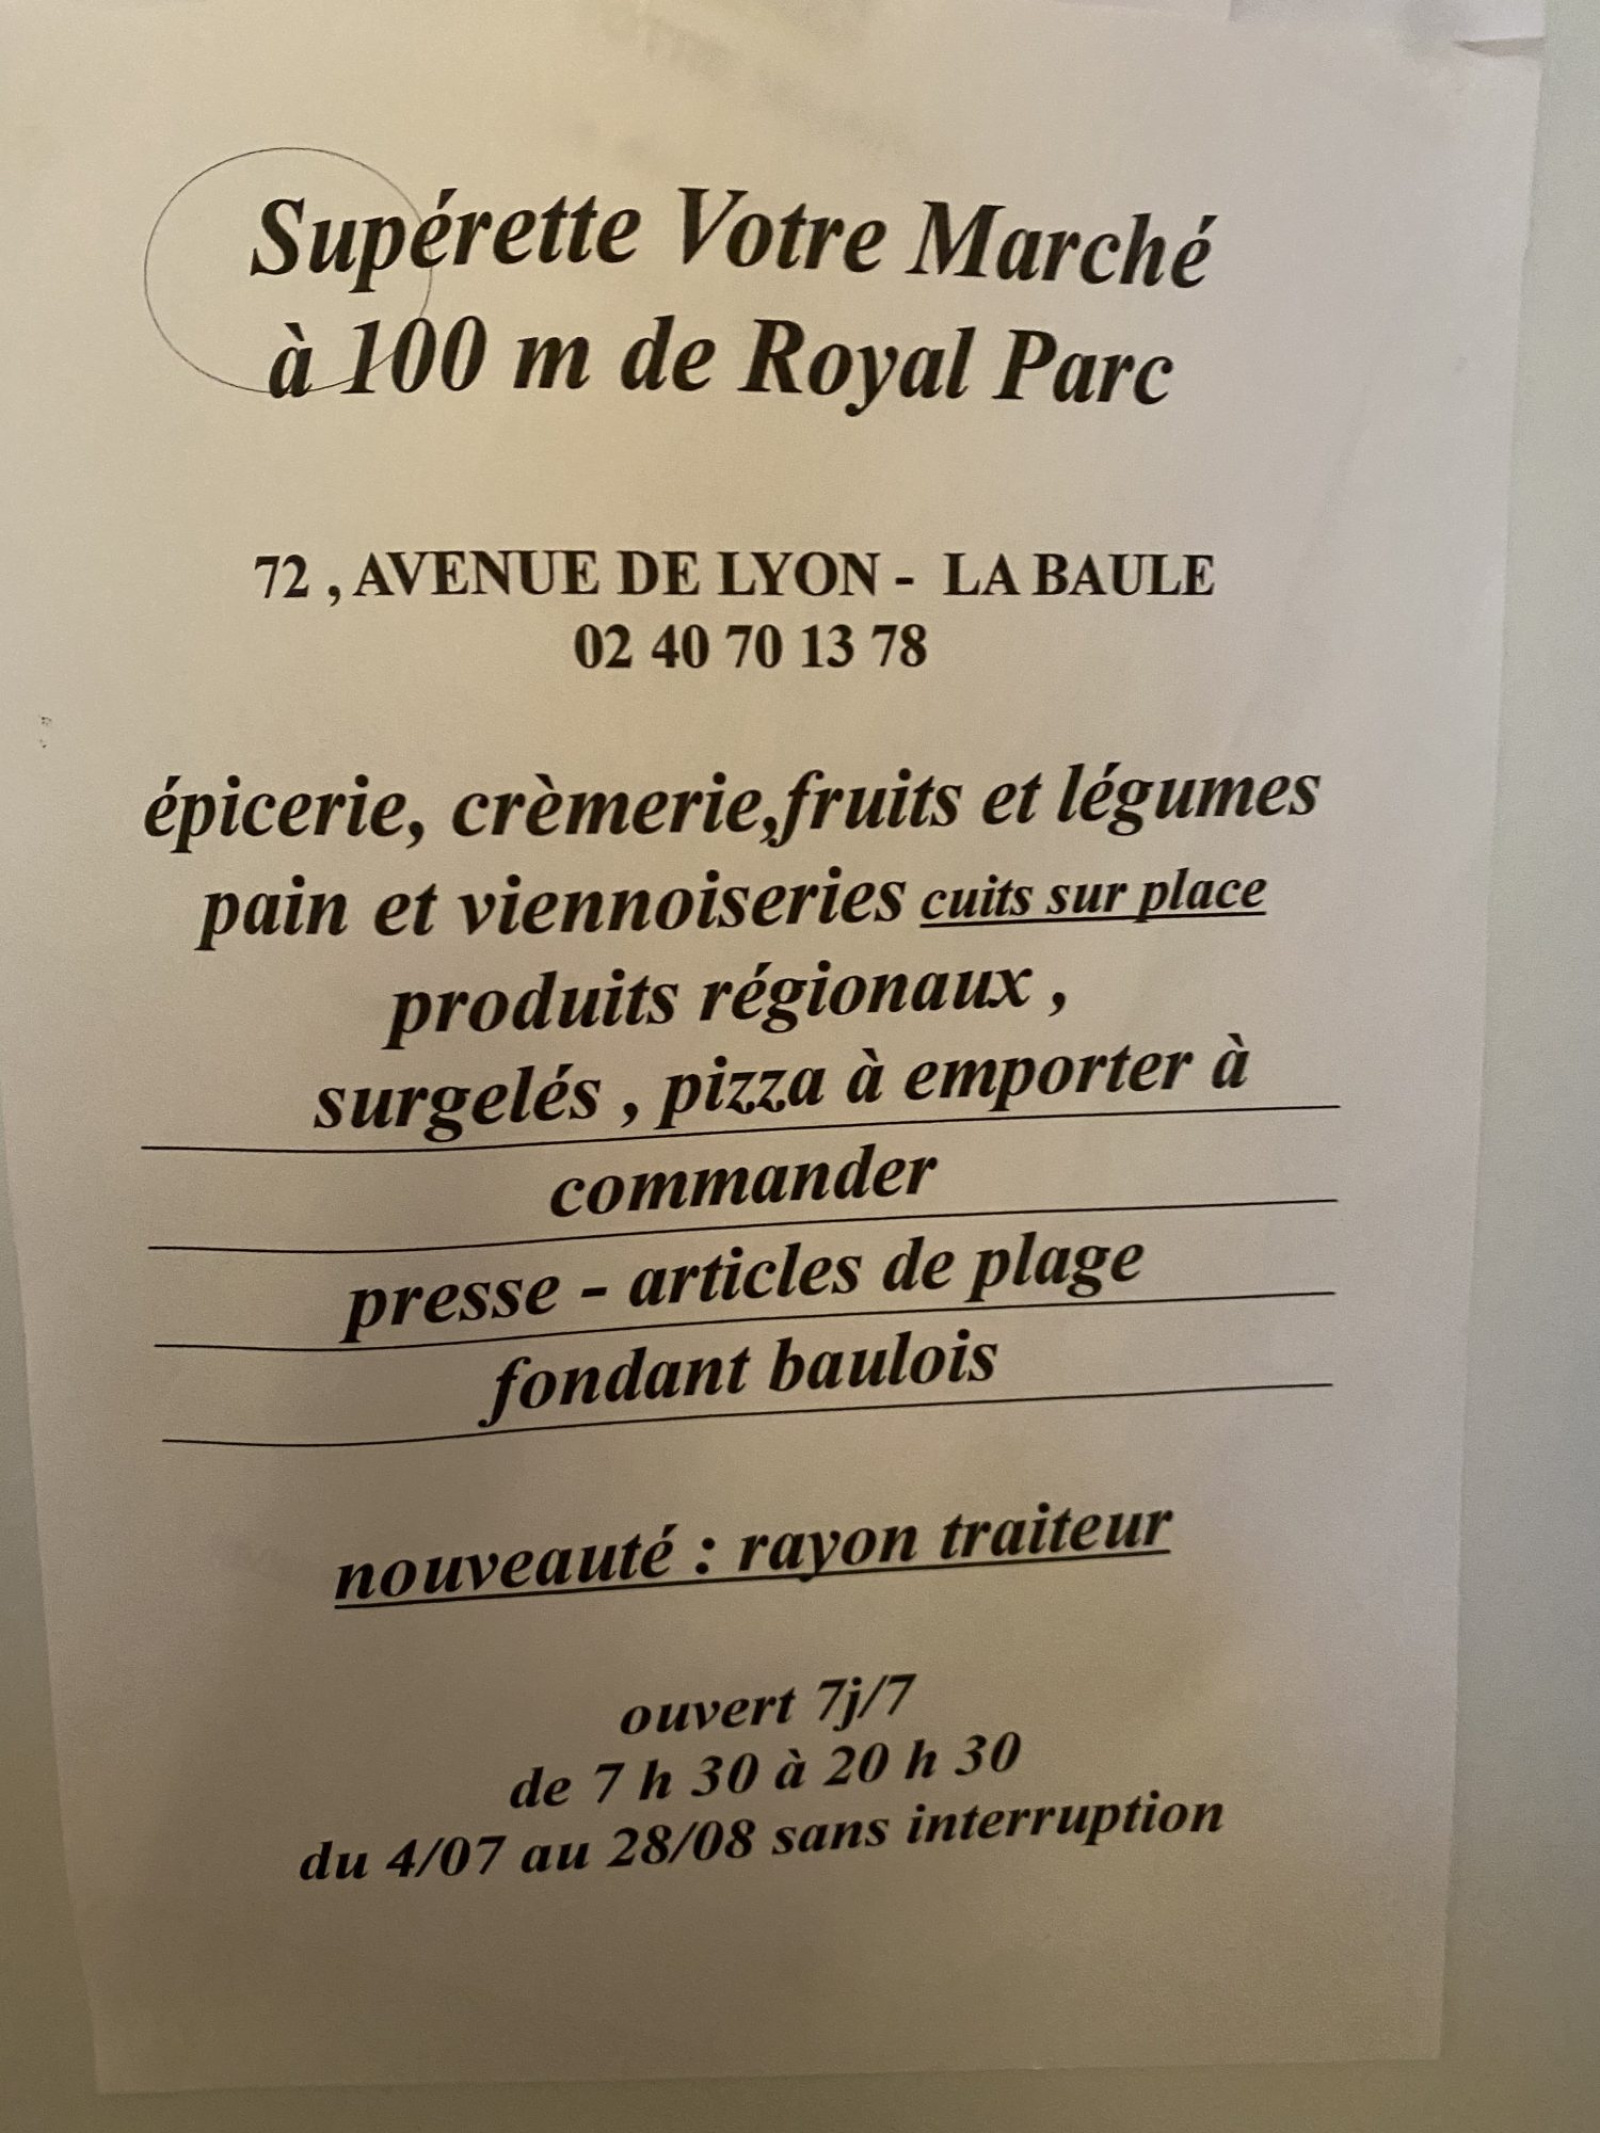 Supérette Votre Marché
à 100 m de Royal Parc
72 , AVENUE DE LYON - LA BAULE
02 40 70 13 78
épicerie, crèmerie,fruits et légumes
pain et viennoiseries cuits sur place
produits régionaux ,
surgelés , pizza à emporter à
commander
presse - articles de plage
fondant baulois
nouveauté : rayon traiteur
ouvert 7j/7
de 7 h 30 à 20 h 30
du 4/07 au 28/08 sans interruption